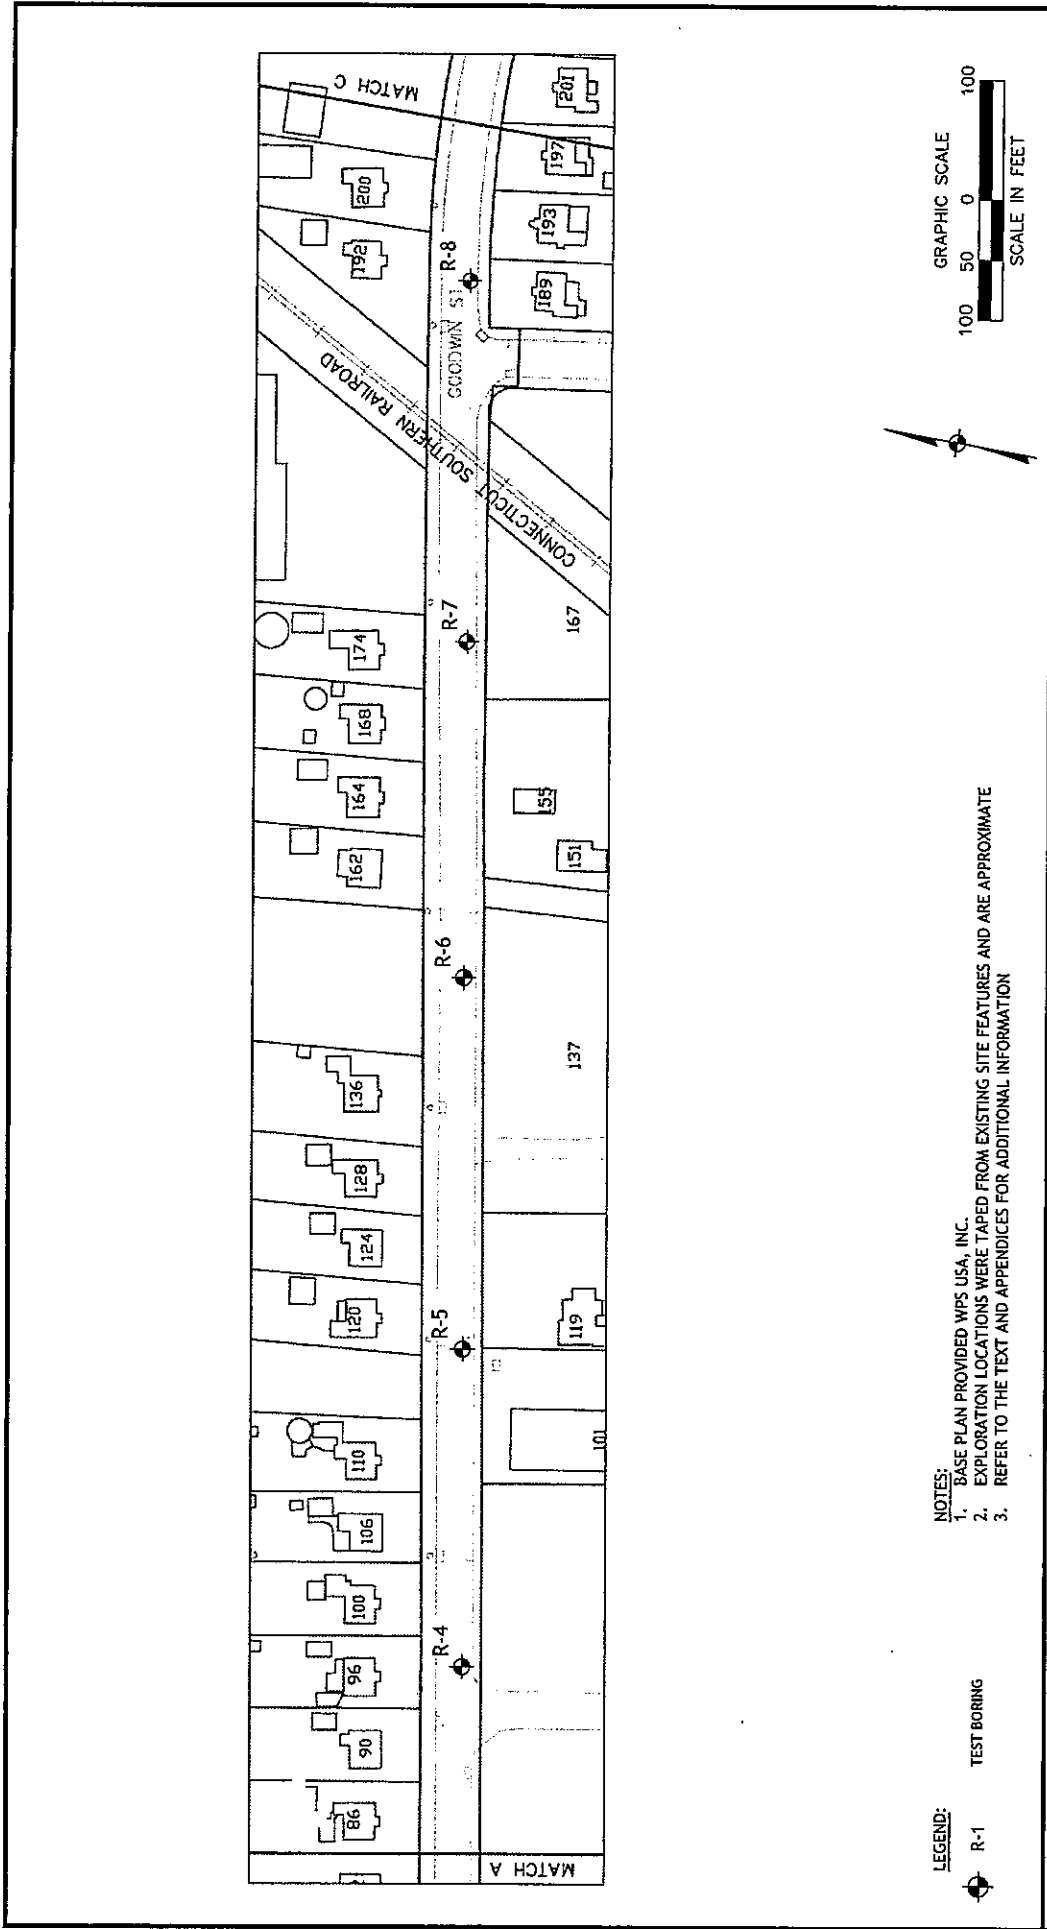 MATCH A
86
90
96
100
106
110
120
124
128
136
162
164
168
174
192
200
MATCH C
R-4
R-5
R-6
R-7
R-8
GOODWIN ST
CONNECTICUT SOUTHERN RAILROAD
101
119
137
151
155
167
189
193
197
201
LEGEND:
R-1 TEST BORING
NOTES:
1. BASE PLAN PROVIDED WPS USA, INC.
2. EXPLORATION LOCATIONS WERE TAPED FROM EXISTING SITE FEATURES AND ARE APPROXIMATE
3. REFER TO THE TEXT AND APPENDICES FOR ADDITIONAL INFORMATION
GRAPHIC SCALE
100 50 0 100
SCALE IN FEET